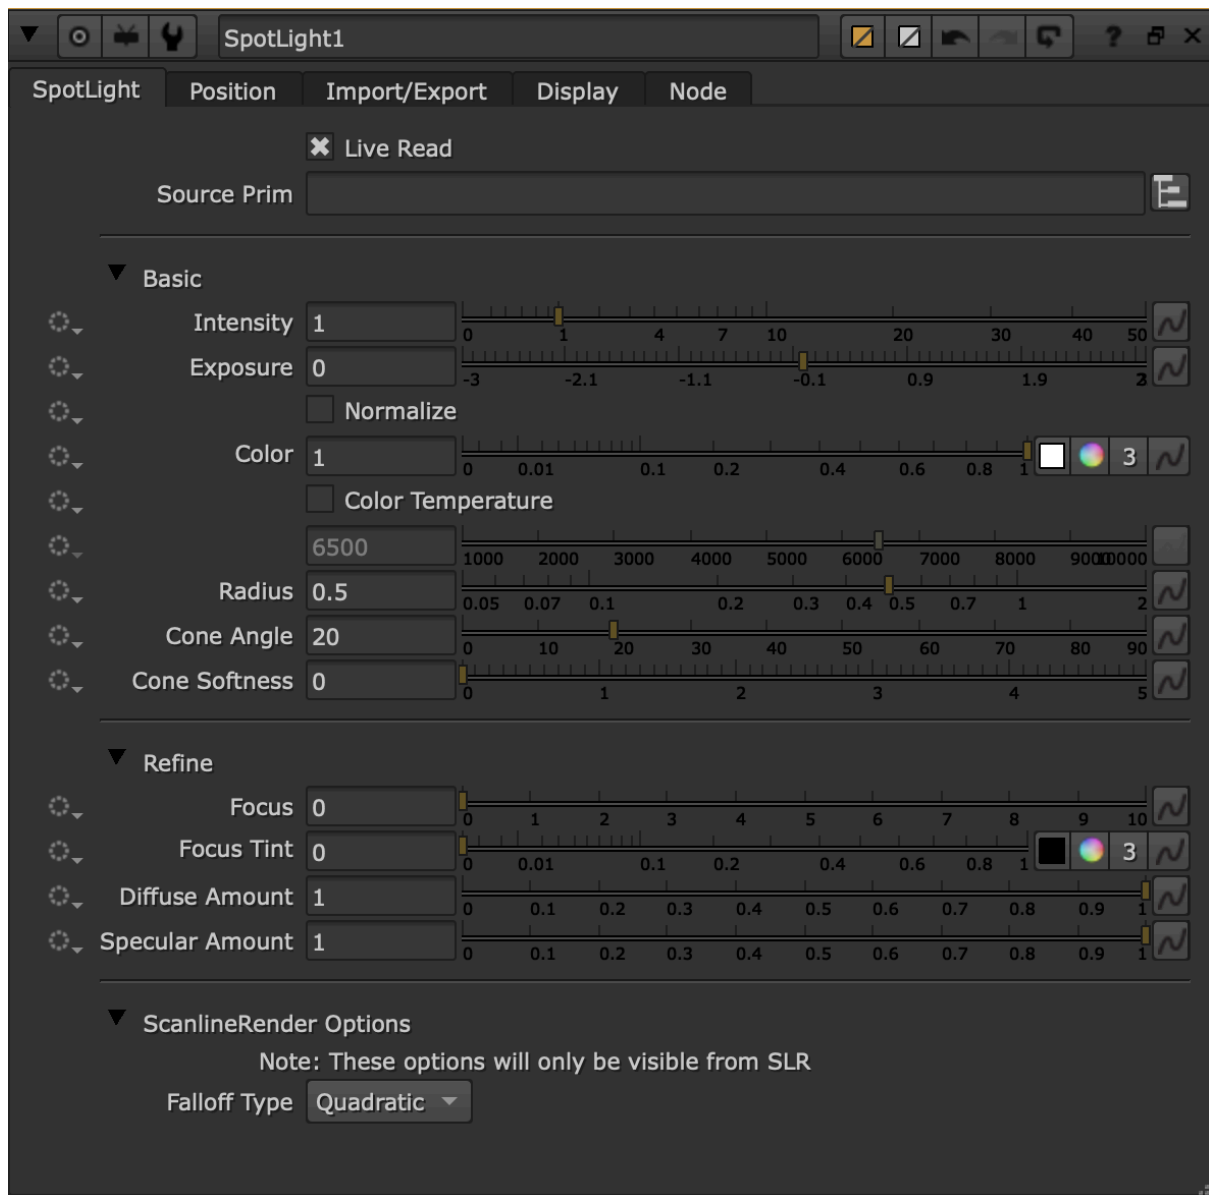 SpotLight1 ?
SpotLight Position Import/Export Display Node
Live Read
Source Prim
Basic
Intensity 1 0 1 4 7 10 20 30 40 50
Exposure 0 -3 -2.1 -1.1 -0.1 0.9 1.9
Normalize
Color 1 0 0.01 0.1 0.2 0.4 0.6 0.8 1 3
Color Temperature
6500 1000 2000 3000 4000 5000 6000 7000 8000 9000 10000
Radius 0.5 0.05 0.07 0.1 0.2 0.3 0.4 0.5 0.7 1 2
Cone Angle 20 0 10 20 30 40 50 60 70 80 90
Cone Softness 0 0 1 2 3 4 5
Refine
Focus 0 0 1 2 3 4 5 6 7 8 9 10
Focus Tint 0 0 0.01 0.1 0.2 0.4 0.6 0.8 1 3
Diffuse Amount 1 0 0.1 0.2 0.3 0.4 0.5 0.6 0.7 0.8 0.9 1
Specular Amount 1 0 0.1 0.2 0.3 0.4 0.5 0.6 0.7 0.8 0.9 1
ScanlineRender Options
Note: These options will only be visible from SLR
Falloff Type Quadratic